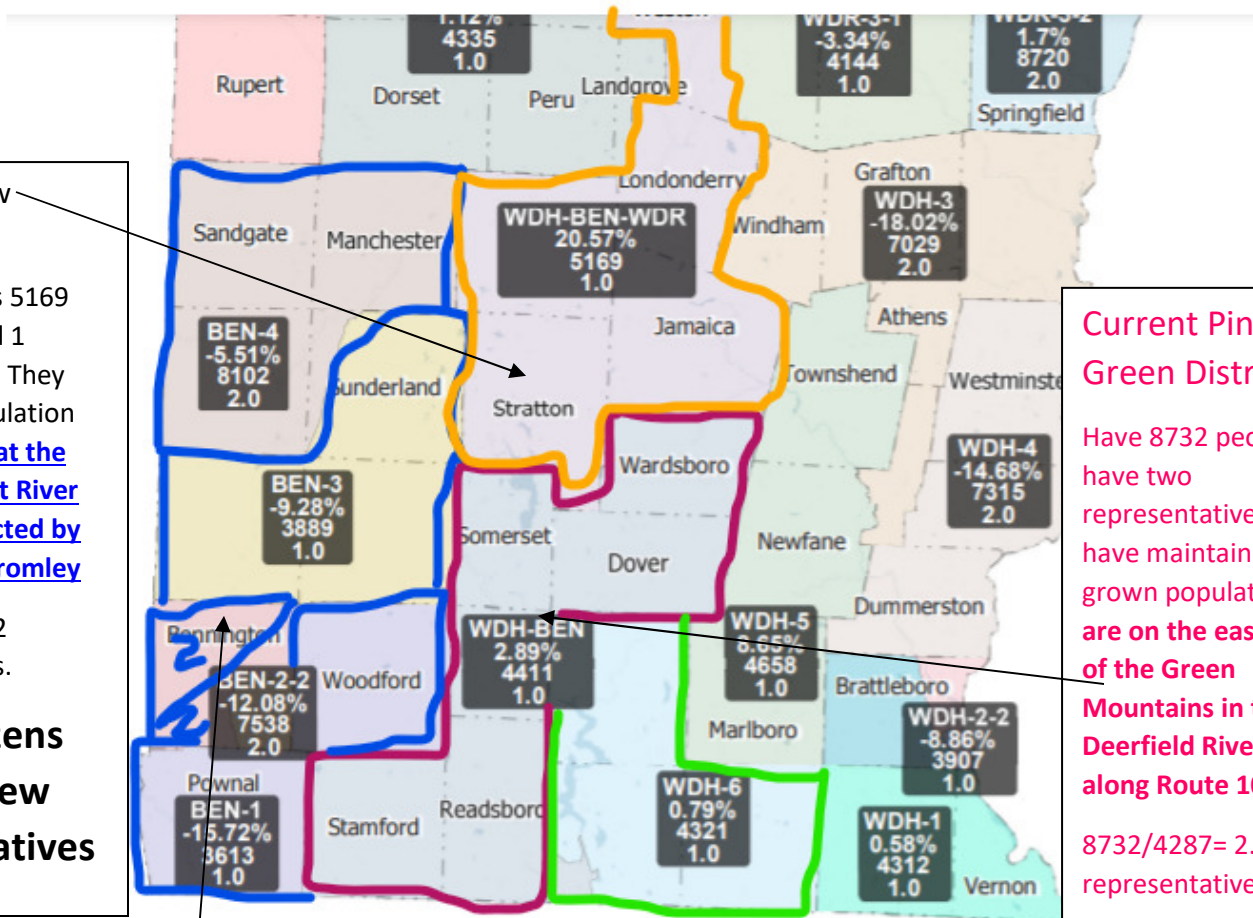 1.12%
4335
1.0
WDR-3-1
-3.34%
4144
1.0
WDR-3-2
1.7%
8720
2.0
Rupert
Dorset
Peru
Landgrove
Springfield
s 5169
1
They
ulation
at the
t River
cted by
romley
2
s.
zens
ew
atives
Sandgate
Manchester
BEN-4
-5.51%
8102
2.0
Sunderland
Londonderry
WDH-BEN-WDR
20.57%
5169
1.0
Jamaica
Stratton
Windham
Grafton
WDH-3
-18.02%
7029
2.0
Athens
Townshend
Westminste
WDH-4
-14.68%
7315
2.0
BEN-3
-9.28%
3889
1.0
Wardsboro
Somerset
Dover
Newfane
Dummerston
Bennington
BEN-2-2
-12.08%
7538
2.0
Woodford
WDH-BEN
2.89%
4411
1.0
WDH-5
8.65%
4658
1.0
Marlboro
Brattleboro
WDH-2-2
-8.86%
3907
1.0
Pownal
BEN-1
-15.72%
3613
1.0
Stamford
Readsboro
WDH-6
0.79%
4321
1.0
WDH-1
0.58%
4312
1.0
Vernon
Current Pin
Green Distr
Have 8732 peo
have two
representative
have maintain
grown populat
are on the eas
of the Green
Mountains in
Deerfield Rive
along Route 10
8732/4287= 2.
representative